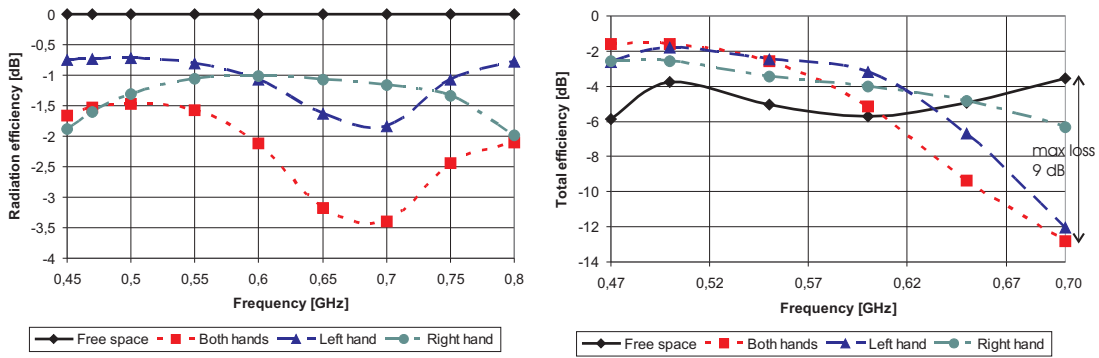 Radiation efficiency [dB]
0
-0,5
-1
-1,5
-2
-2,5
-3
-3,5
-4
0,45 0,5 0,55 0,6 0,65 0,7 0,75 0,8
Frequency [GHz]
Free space Both hands Left hand Right hand
Total efficiency [dB]
0
-2
-4
-6
-8
-10
-12
-14
max loss
9 dB
0,47 0,52 0,57 0,62 0,67 0,70
Frequency [GHz]
Free space Both hands Left hand Right hand